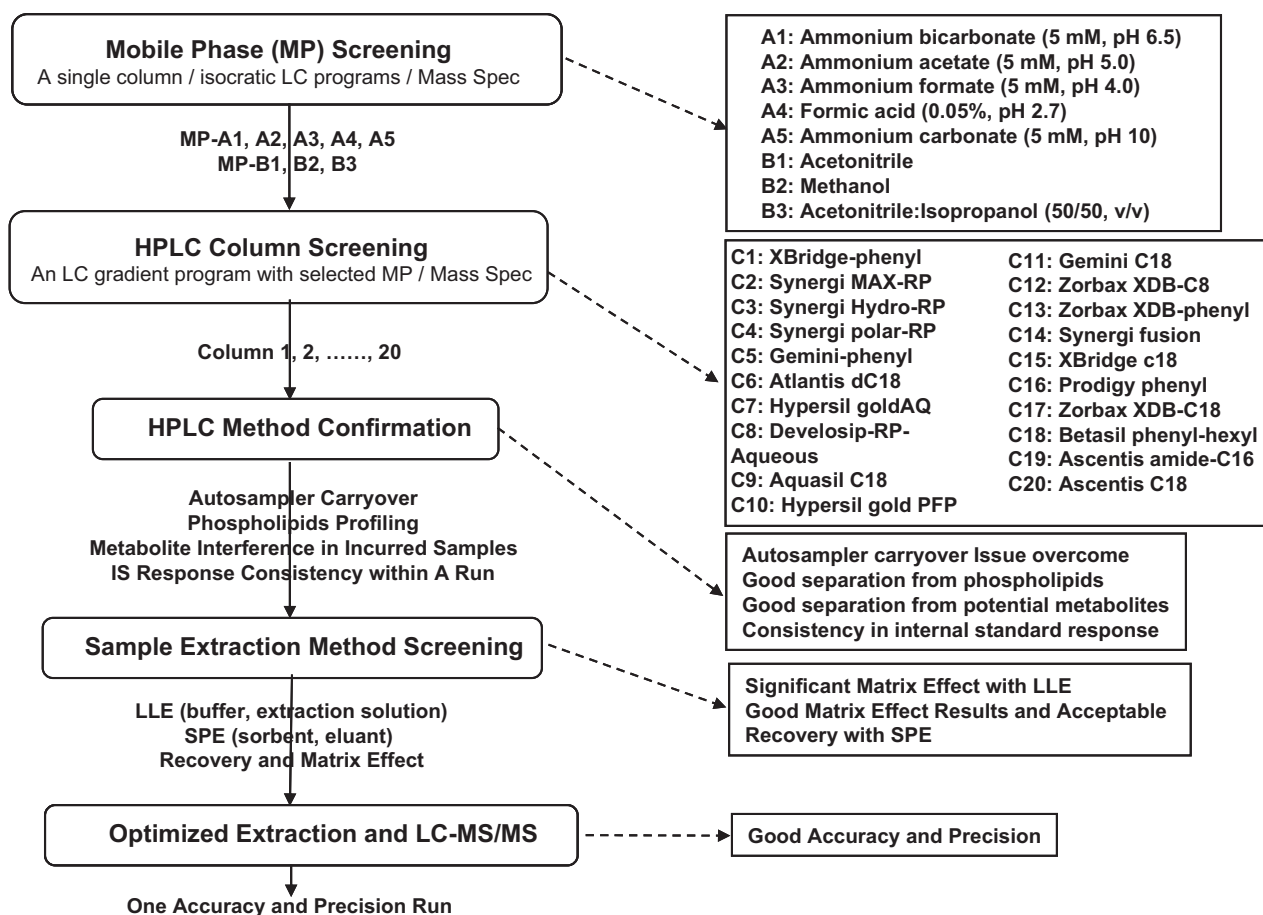 Mobile Phase (MP) Screening
A single column / isocratic LC programs / Mass Spec
A1: Ammonium bicarbonate (5 mM, pH 6.5)
A2: Ammonium acetate (5 mM, pH 5.0)
A3: Ammonium formate (5 mM, pH 4.0)
A4: Formic acid (0.05%, pH 2.7)
A5: Ammonium carbonate (5 mM, pH 10)
B1: Acetonitrile
B2: Methanol
B3: Acetonitrile:Isopropanol (50/50, v/v)
MP-A1, A2, A3, A4, A5
MP-B1, B2, B3
HPLC Column Screening
An LC gradient program with selected MP / Mass Spec
C1: XBridge-phenyl
C2: Synergi MAX-RP
C3: Synergi Hydro-RP
C4: Synergi polar-RP
C5: Gemini-phenyl
C6: Atlantis dC18
C7: Hypersil goldAQ
C8: Develosip-RP-
Aqueous
C9: Aquasil C18
C10: Hypersil gold PFP
C11: Gemini C18
C12: Zorbax XDB-C8
C13: Zorbax XDB-phenyl
C14: Synergi fusion
C15: XBridge c18
C16: Prodigy phenyl
C17: Zorbax XDB-C18
C18: Betasil phenyl-hexyl
C19: Ascentis amide-C16
C20: Ascentis C18
Column 1, 2, ……, 20
HPLC Method Confirmation
Autosampler Carryover
Phospholipids Profiling
Metabolite Interference in Incurred Samples
IS Response Consistency within A Run
Autosampler carryover Issue overcome
Good separation from phospholipids
Good separation from potential metabolites
Consistency in internal standard response
Sample Extraction Method Screening
LLE (buffer, extraction solution)
SPE (sorbent, eluant)
Recovery and Matrix Effect
Significant Matrix Effect with LLE
Good Matrix Effect Results and Acceptable
Recovery with SPE
Optimized Extraction and LC-MS/MS
Good Accuracy and Precision
One Accuracy and Precision Run